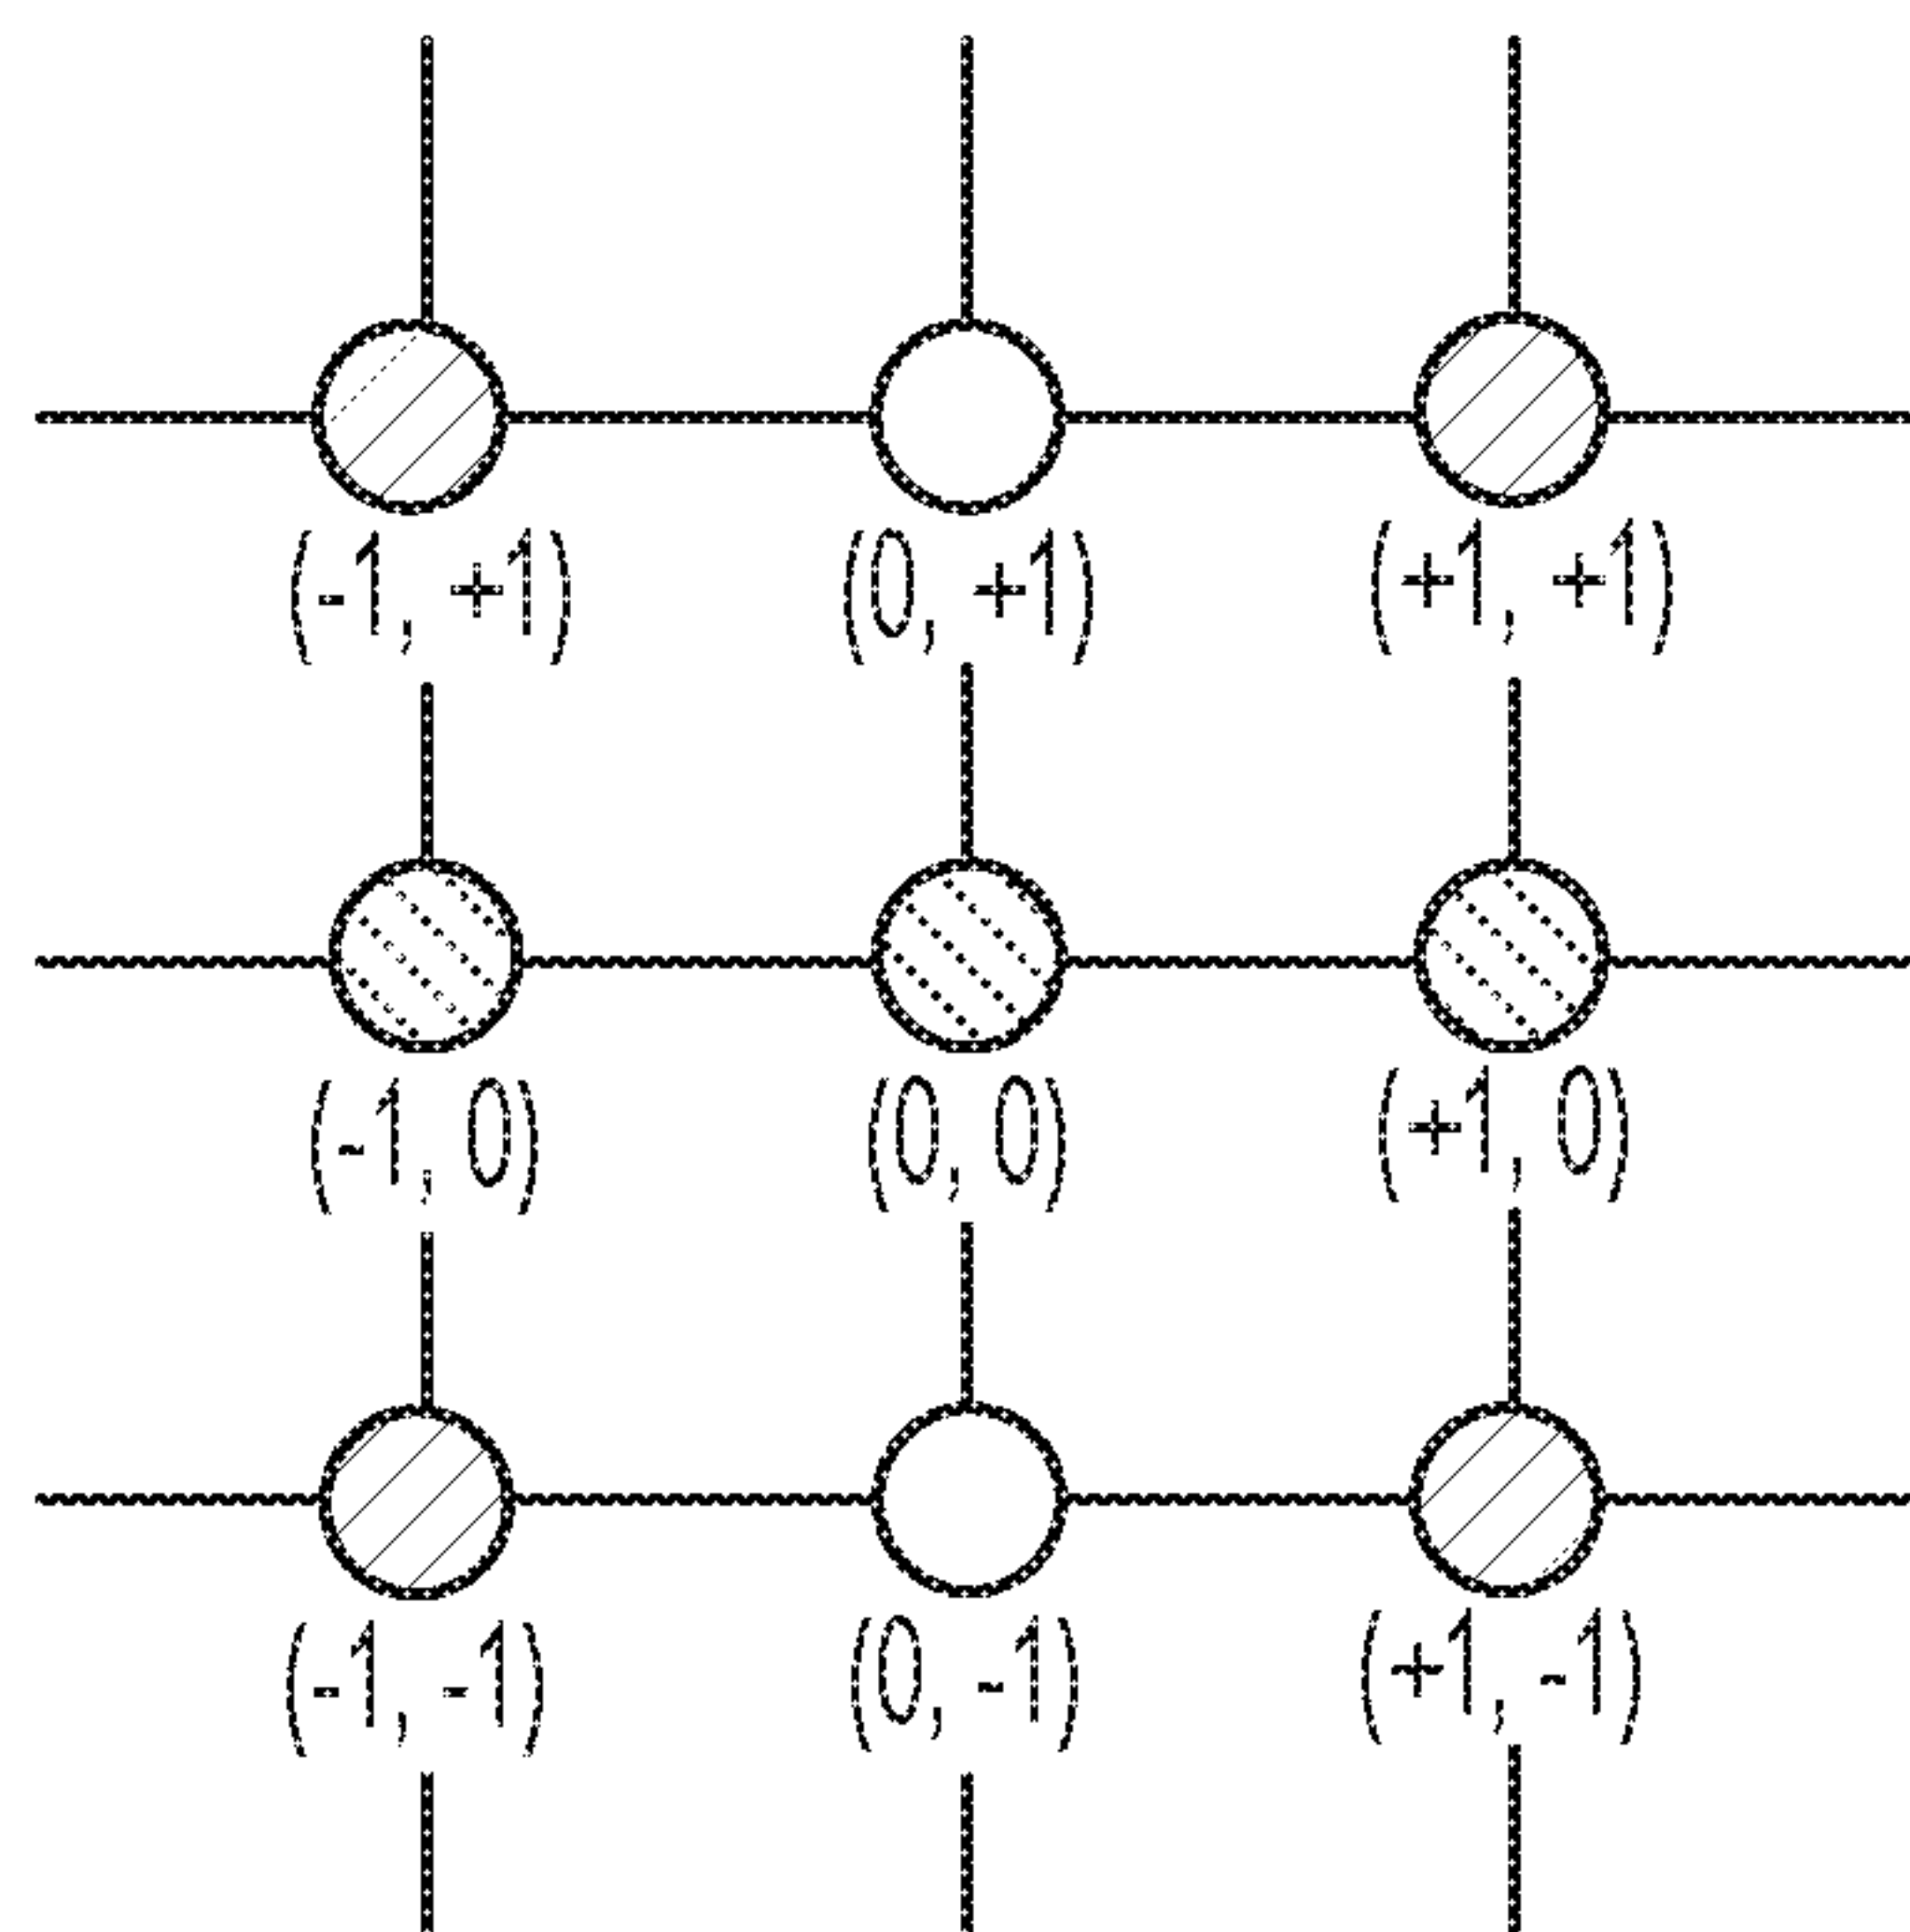 (-1, +1) (0, +1) (+1, +1)
(-1, 0) (0, 0) (+1, 0)
(-1, -1) (0, -1) (+1, -1)